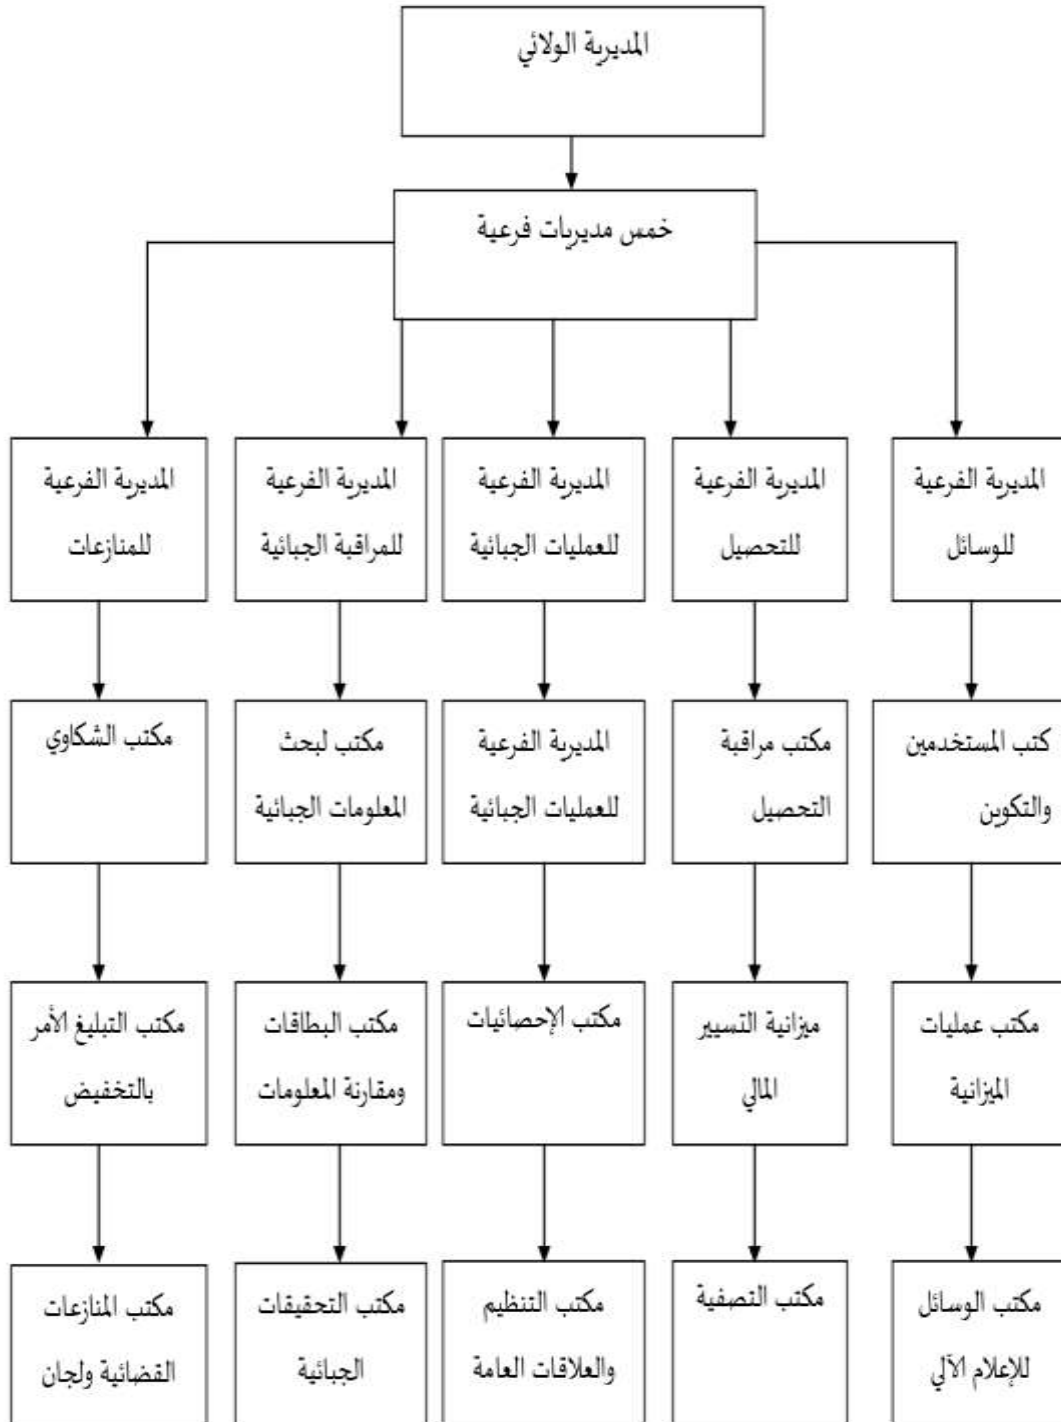 المديرية الولائي
خمس مديريات فرعية
المديرية الفرعية
للوسائل
المديرية الفرعية
للتحصيل
المديرية الفرعية
للعمليات الجبائية
المديرية الفرعية
للمراقبة الجبائية
المديرية الفرعية
للمنازعات
كتب المستخدمين
والتكوين
مكتب مراقبة
التحصيل
المديرية الفرعية
للعمليات الجبائية
مكتب لبحث
المعلومات الجبائية
مكتب الشكاوي
مكتب عمليات
الميزانية
ميزانية التسيير
المالي
مكتب الإحصائيات
مكتب البطاقات
ومقارنة المعلومات
مكتب التبليغ الأمر
بالتخفيض
مكتب الوسائل
للإعلام الآلي
مكتب التصفية
مكتب التنظيم
والعلاقات العامة
مكتب التحقيقات
الجبائية
مكتب المنازعات
القضائية ولجان